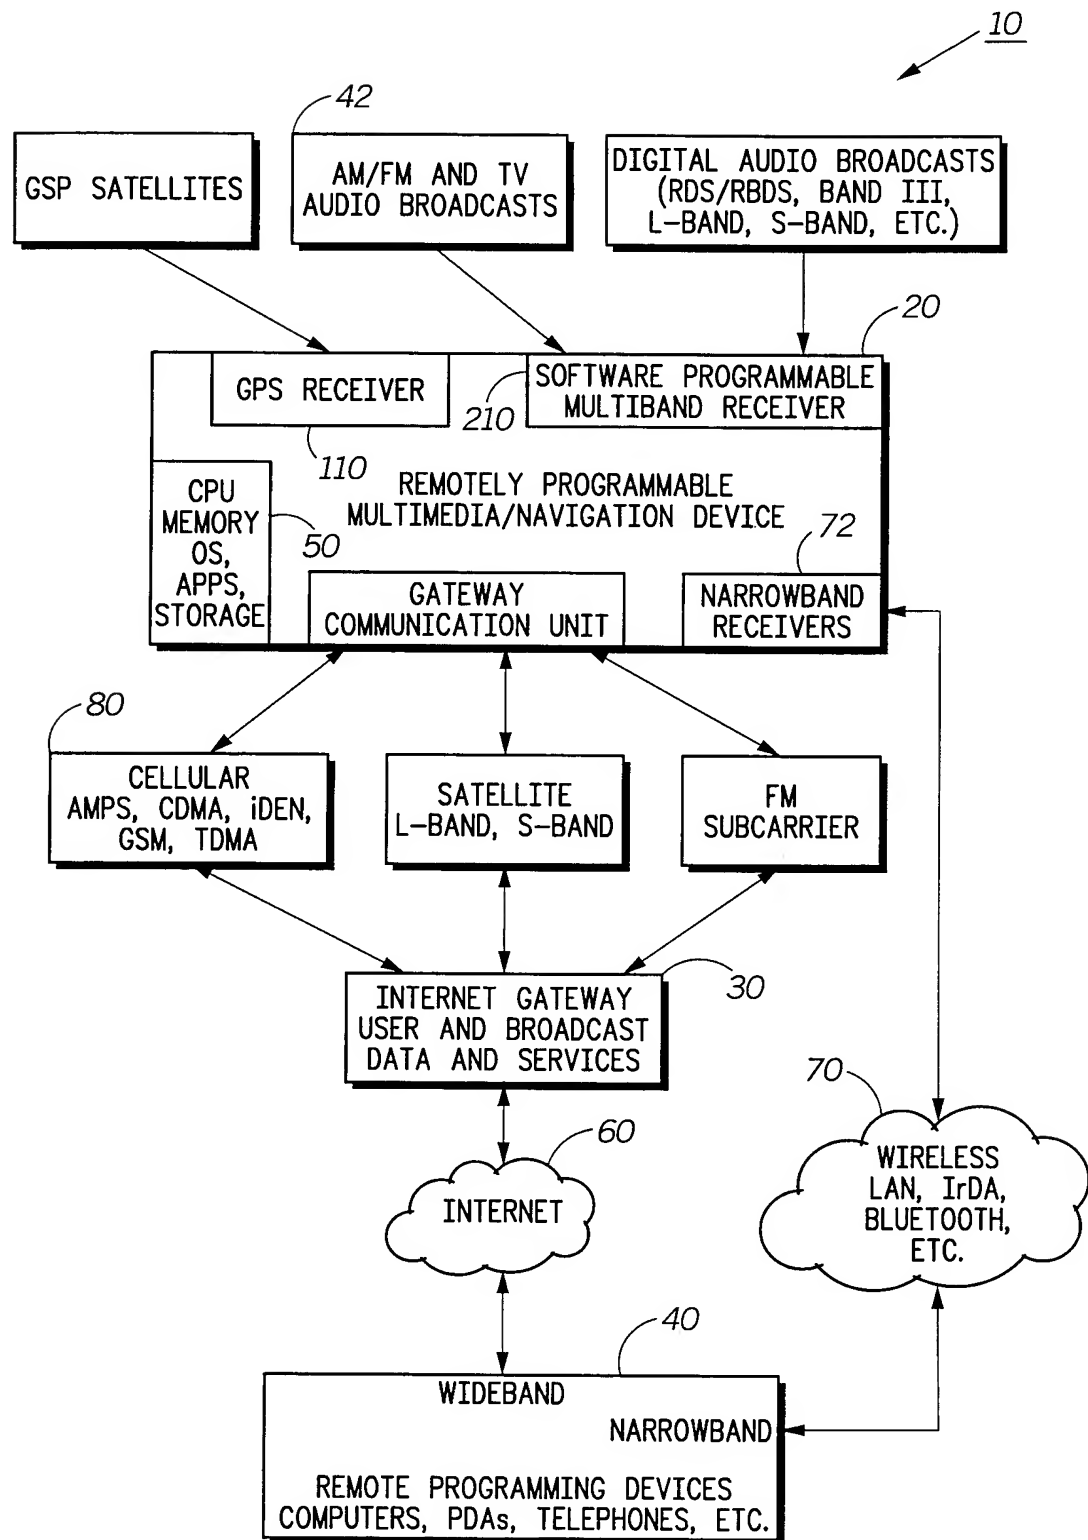 10
42
GSP SATELLITES
AM/FM AND TV
AUDIO BROADCASTS
DIGITAL AUDIO BROADCASTS
(RDS/RBDS, BAND III,
L-BAND, S-BAND, ETC.)
20
GPS RECEIVER
110
210
SOFTWARE PROGRAMMABLE
MULTIBAND RECEIVER
REMOTELY PROGRAMMABLE
MULTIMEDIA/NAVIGATION DEVICE
CPU
MEMORY
OS,
APPS,
STORAGE
50
72
GATEWAY
COMMUNICATION UNIT
NARROWBAND
RECEIVERS
80
CELLULAR
AMPS, CDMA, iDEN,
GSM, TDMA
SATELLITE
L-BAND, S-BAND
FM
SUBCARRIER
30
INTERNET GATEWAY
USER AND BROADCAST
DATA AND SERVICES
60
INTERNET
70
WIRELESS
LAN, IrDA,
BLUETOOTH,
ETC.
40
WIDEBAND
NARROWBAND
REMOTE PROGRAMMING DEVICES
COMPUTERS, PDAs, TELEPHONES, ETC.